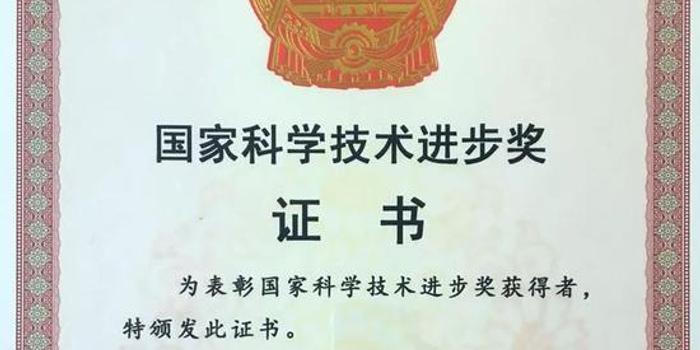 国家科学技术进步奖
证 书
为表彰国家科学技术进步奖获得者，
特颁发此证书。